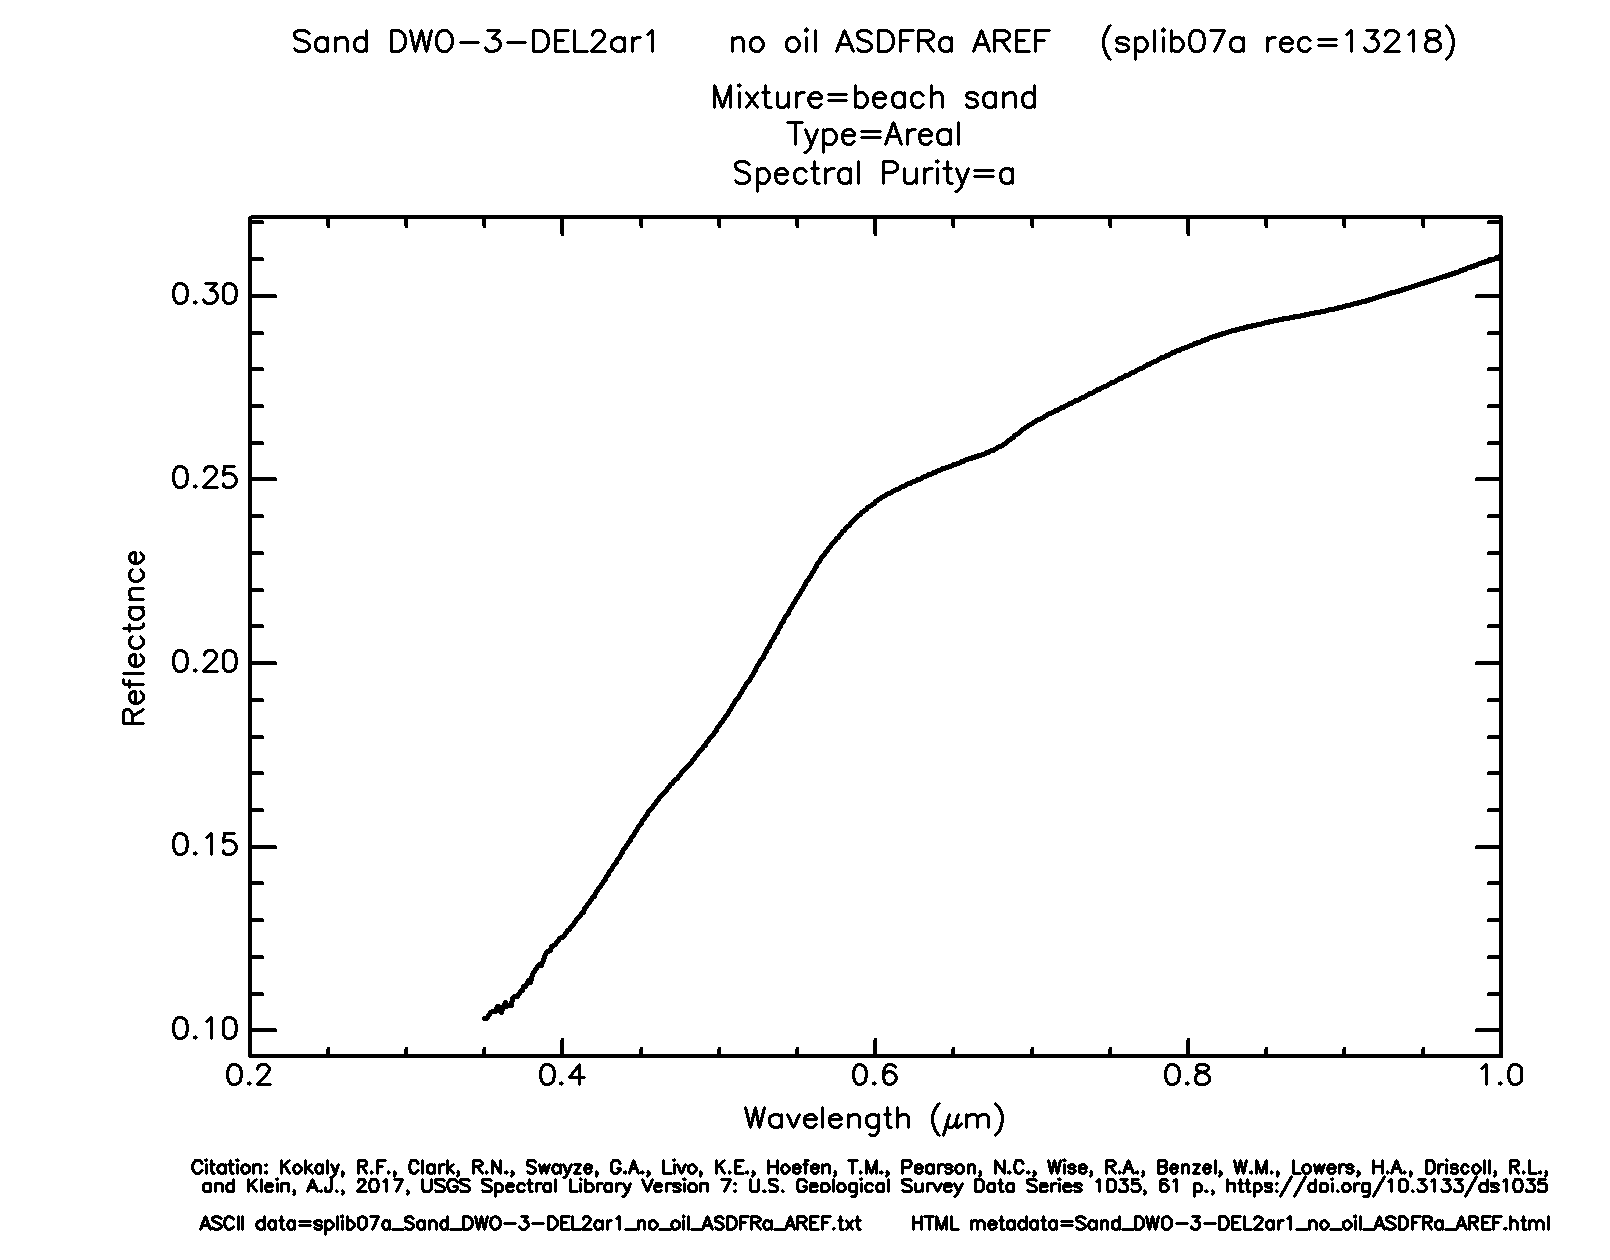 Sand DWO-3-DEL2ar1 no oil ASDFRa AREF (splib07a rec=13218)
Mixture=beach sand
Type=Areal
Spectral Purity=a
0.30
0.25
0.20
0.15
0.10
Reflectance
0.2 0.4 0.6 0.8 1.0
Wavelength (μm)
Citation: Kokaly, R.F., Clark, R.N., Swayze, G.A., Livo, K.E., Hoefen, T.M., Pearson, N.C., Wise, R.A., Benzel, W.M., Lowers, H.A., Driscoll, R.L.,
and Klein, A.J., 2017, USGS Spectral Library Version 7: U.S. Geological Survey Data Series 1035, 61 p., https://doi.org/10.3133/ds1035
ASCII data=splib07a_Sand_DWO-3-DEL2ar1_no_oil_ASDFRa_AREF.txt HTML metadata=Sand_DWO-3-DEL2ar1_no_oil_ASDFRa_AREF.html